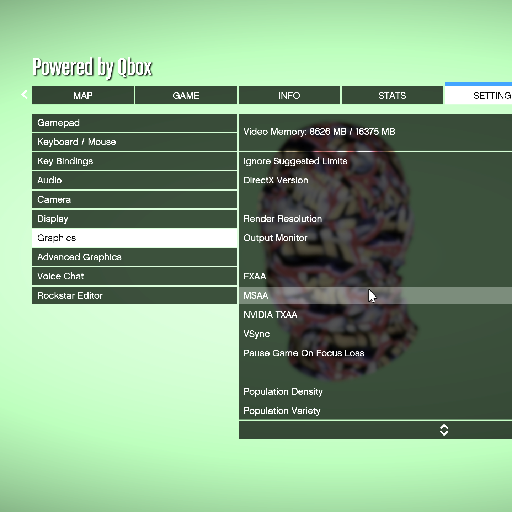 Powered by Qbox
MAP GAME INFO STATS SETTING
Gamepad
Keyboard / Mouse
Key Bindings
Audio
Camera
Display
Graphics
Advanced Graphics
Voice Chat
Rockstar Editor
Video Memory: 8626 MB / 16375 MB
Ignore Suggested Limits
DirectX Version
Render Resolution
Output Monitor
FXAA
MSAA
NVIDIA TXAA
VSync
Pause Game On Focus Loss
Population Density
Population Variety